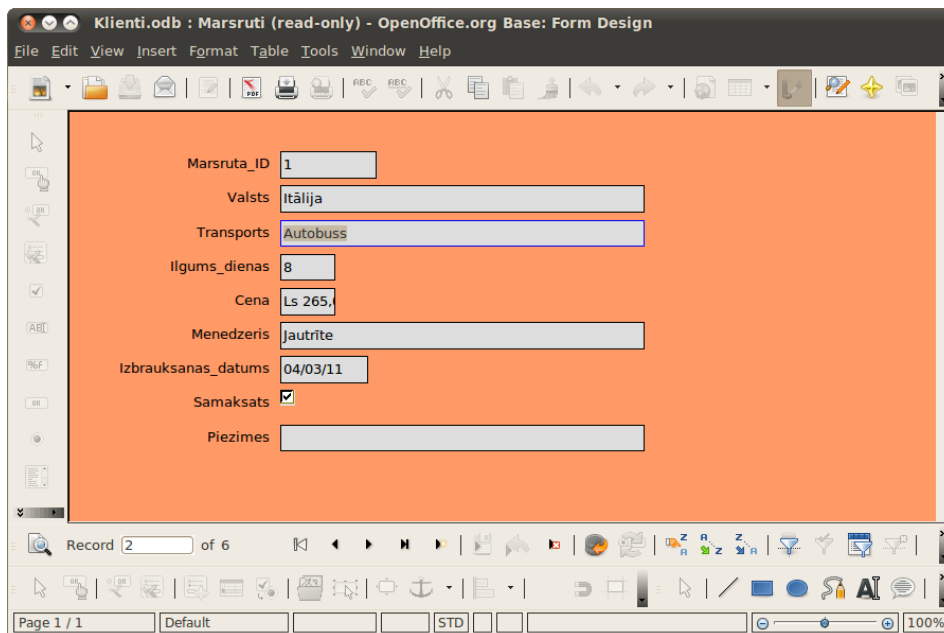 Klienti.odb : Marsruti (read-only) - OpenOffice.org Base: Form Design
File Edit View Insert Format Table Tools Window Help
Marsruta_ID 1
Valsts Itālija
Transports Autobuss
Ilgums_dienas 8
Cena Ls 265,
Menedzeris Jautrīte
Izbrauksanas_datums 04/03/11
Samaksats
Piezimes
Record 2 of 6
Page 1 / 1 Default STD 100%